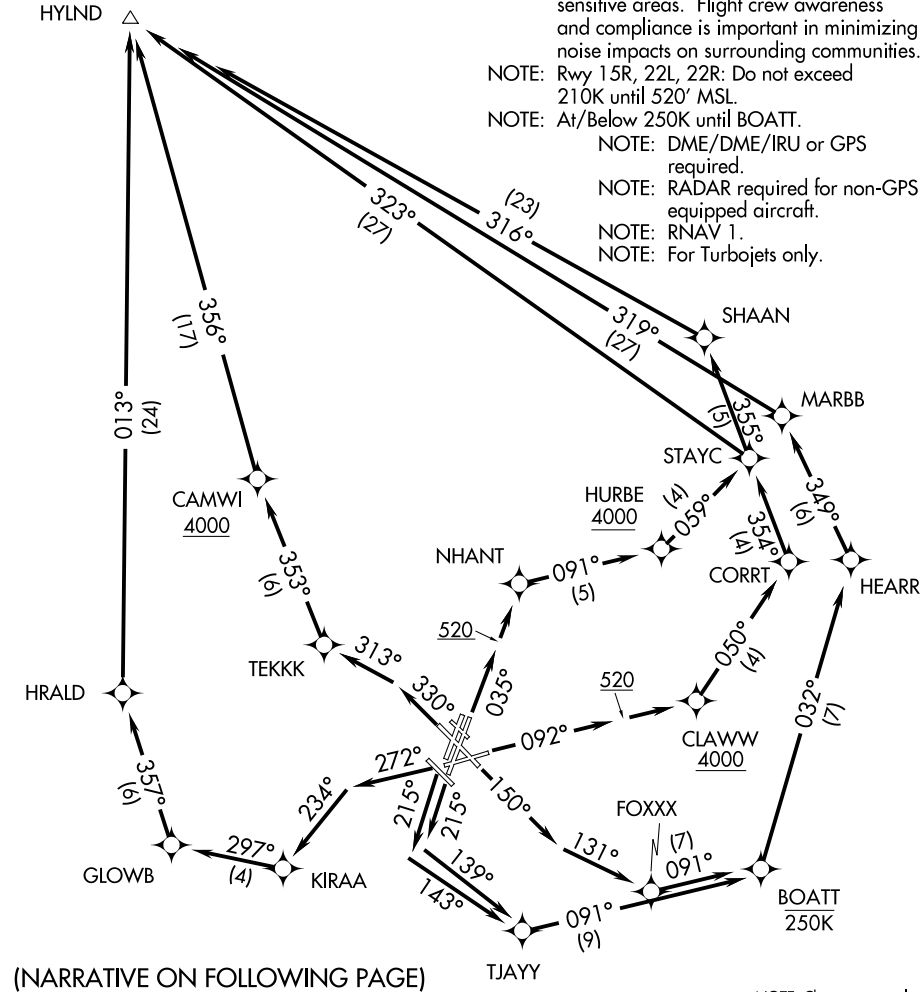 HYLND
sensitive areas. Flight crew awareness
and compliance is important in minimizing
noise impacts on surrounding communities.
NOTE: Rwy 15R, 22L, 22R: Do not exceed
210K until 520' MSL.
NOTE: At/Below 250K until BOATT.
NOTE: DME/DME/IRU or GPS
required.
NOTE: RADAR required for non-GPS
equipped aircraft.
NOTE: RNAV 1.
NOTE: For Turbojets only.
(23)
316°
323°
(27)
319°
(27)
SHAAN
356°
(17)
013°
(24)
355°
(5)
MARBB
STAYC
CAMWI
4000
HURBE
4000
(4)
059°
349°
(6)
354°
(4)
353°
(6)
NHANT
091°
(5)
CORRT
HEARR
520
TEKKK
313°
330°
035°
050°
(4)
HRALD
520
092°
CLAWW
4000
032°
(7)
272°
234°
357°
(6)
215°
215°
150°
FOXXX
131°
(7)
091°
GLOWB
297°
(4)
KIRAA
139°
143°
BOATT
250K
091°
(9)
TJAYY
(NARRATIVE ON FOLLOWING PAGE)